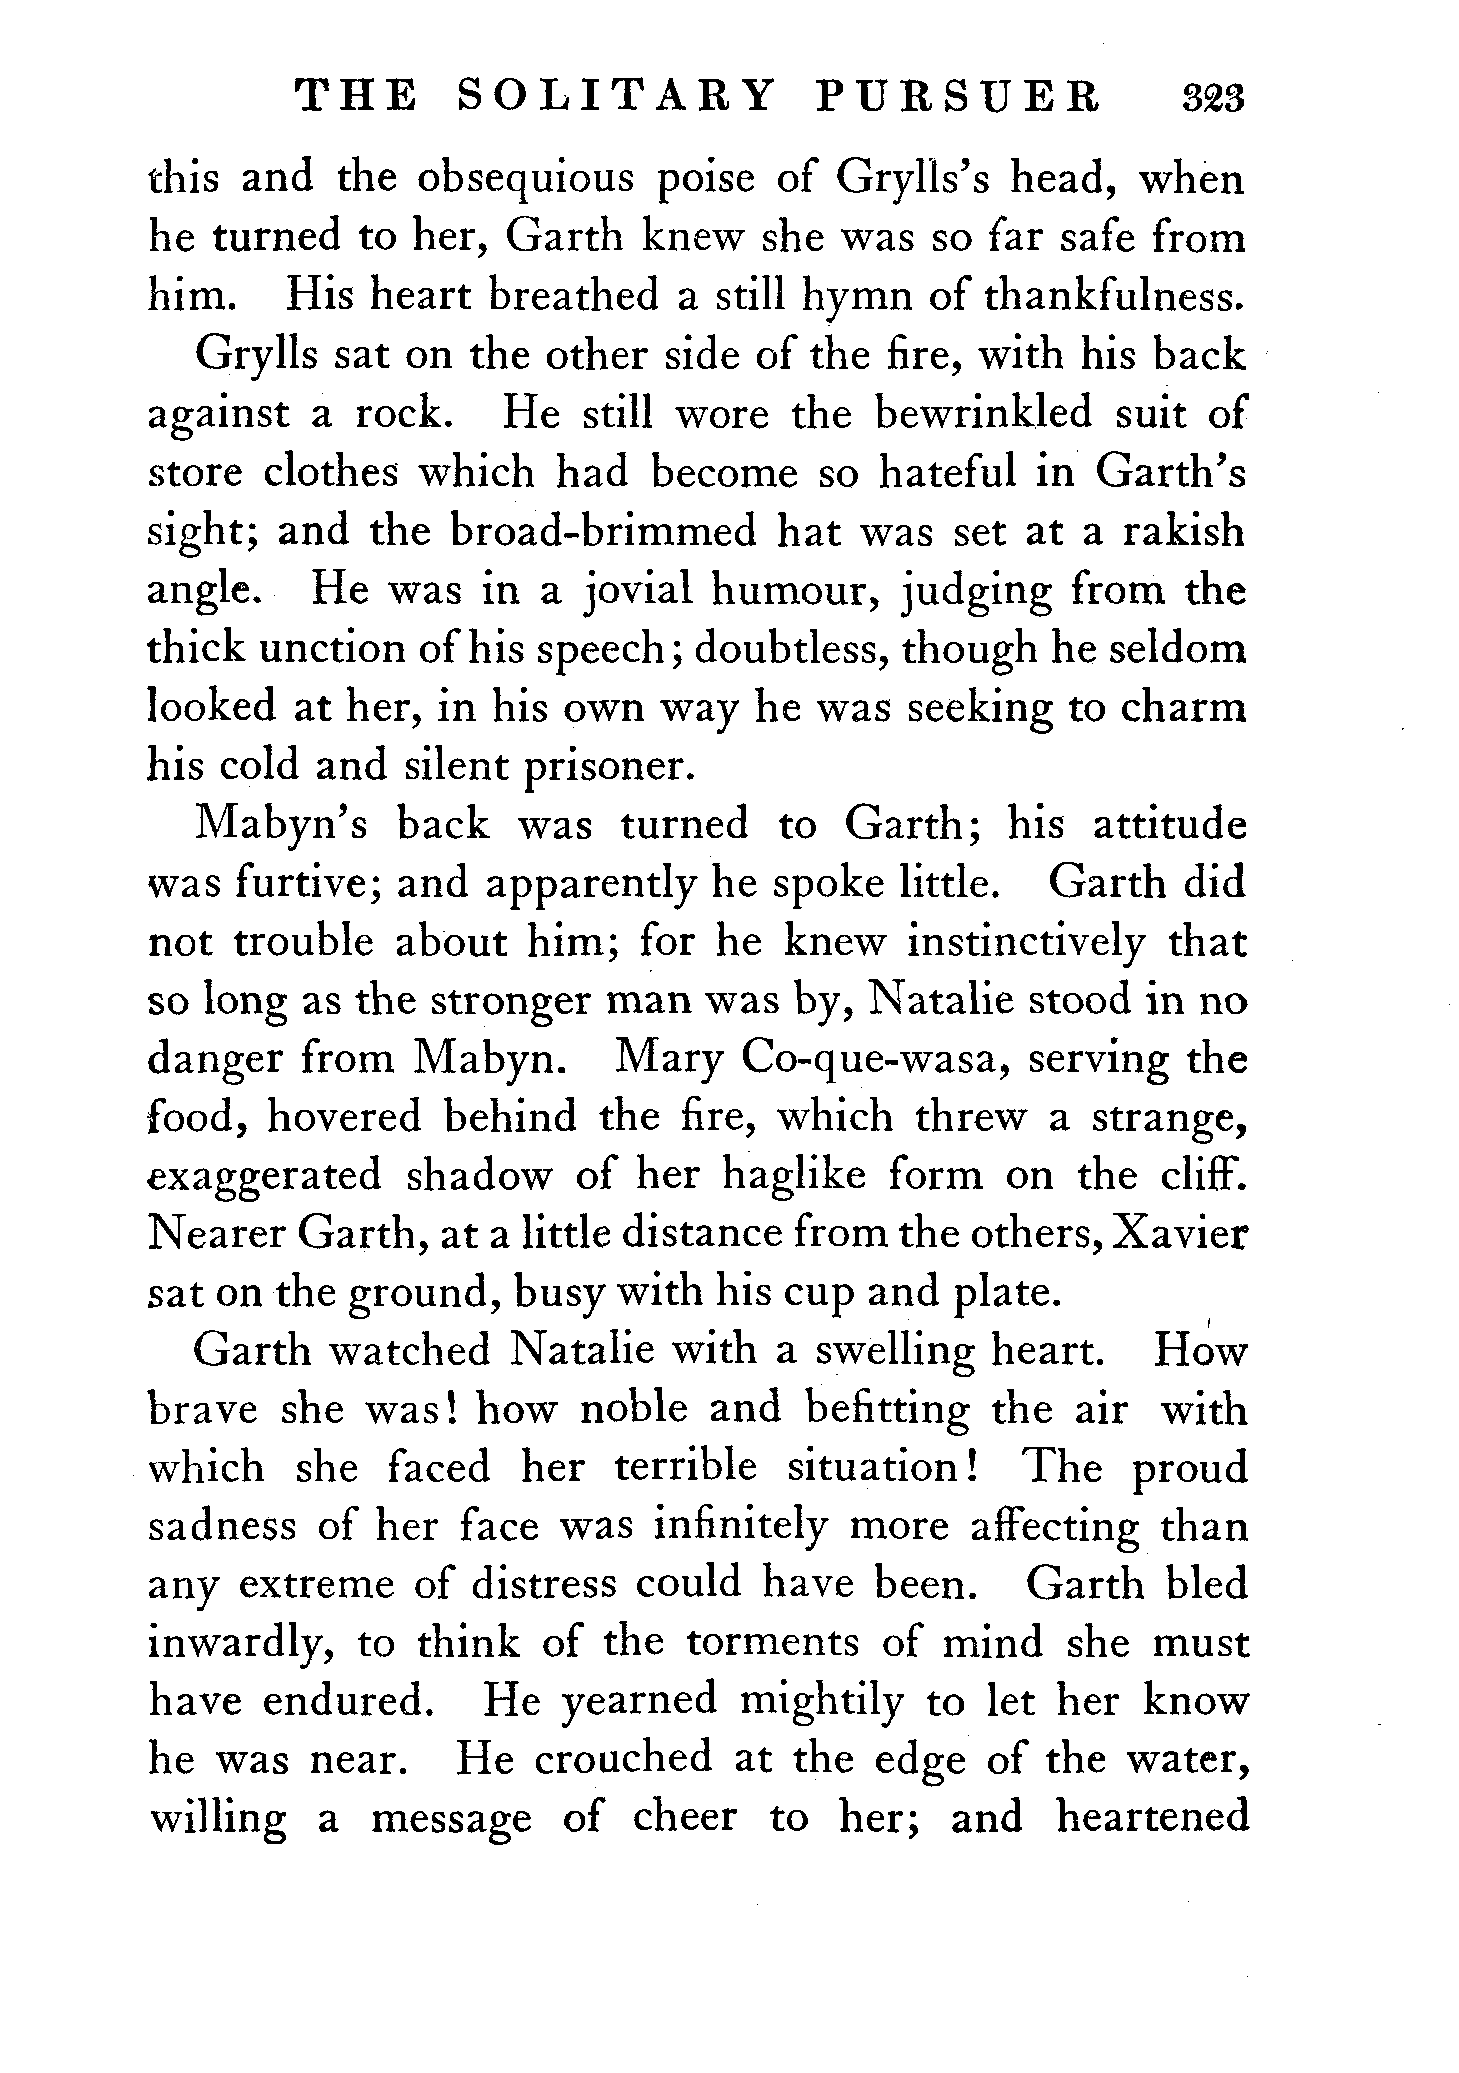 THE SOLITARY PURSUER 323
this and the obsequious poise of Grylls's head, when
he turned to her, Garth knew she was so far safe from
him. His heart breathed a still hymn of thankfulness.
Grylls sat on the other side of the fire, with his back
against a rock. He still wore the bewrinkled suit of
store clothes which had become so hateful in Garth's
sight; and the broad-brimmed hat was set at a rakish
angle. He was in a jovial humour, judging from the
thick unction of his speech; doubtless, though he seldom
looked at her, in his own way he was seeking to charm
his cold and silent prisoner.
Mabyn's back was turned to Garth; his attitude
was furtive; and apparently he spoke little. Garth did
not trouble about him; for he knew instinctively that
so long as the stronger man was by, Natalie stood in no
danger from Mabyn. Mary Co-que-wasa, serving the
food, hovered behind the fire, which threw a strange,
exaggerated shadow of her haglike form on the cliff.
Nearer Garth, at a little distance from the others, Xavier
sat on the ground, busy with his cup and plate.
Garth watched Natalie with a swelling heart. How
brave she was! how noble and befitting the air with
which she faced her terrible situation! The proud
sadness of her face was infinitely more affecting than
any extreme of distress could have been. Garth bled
inwardly, to think of the torments of mind she must
have endured. He yearned mightily to let her know
he was near. He crouched at the edge of the water,
willing a message of cheer to her; and heartened